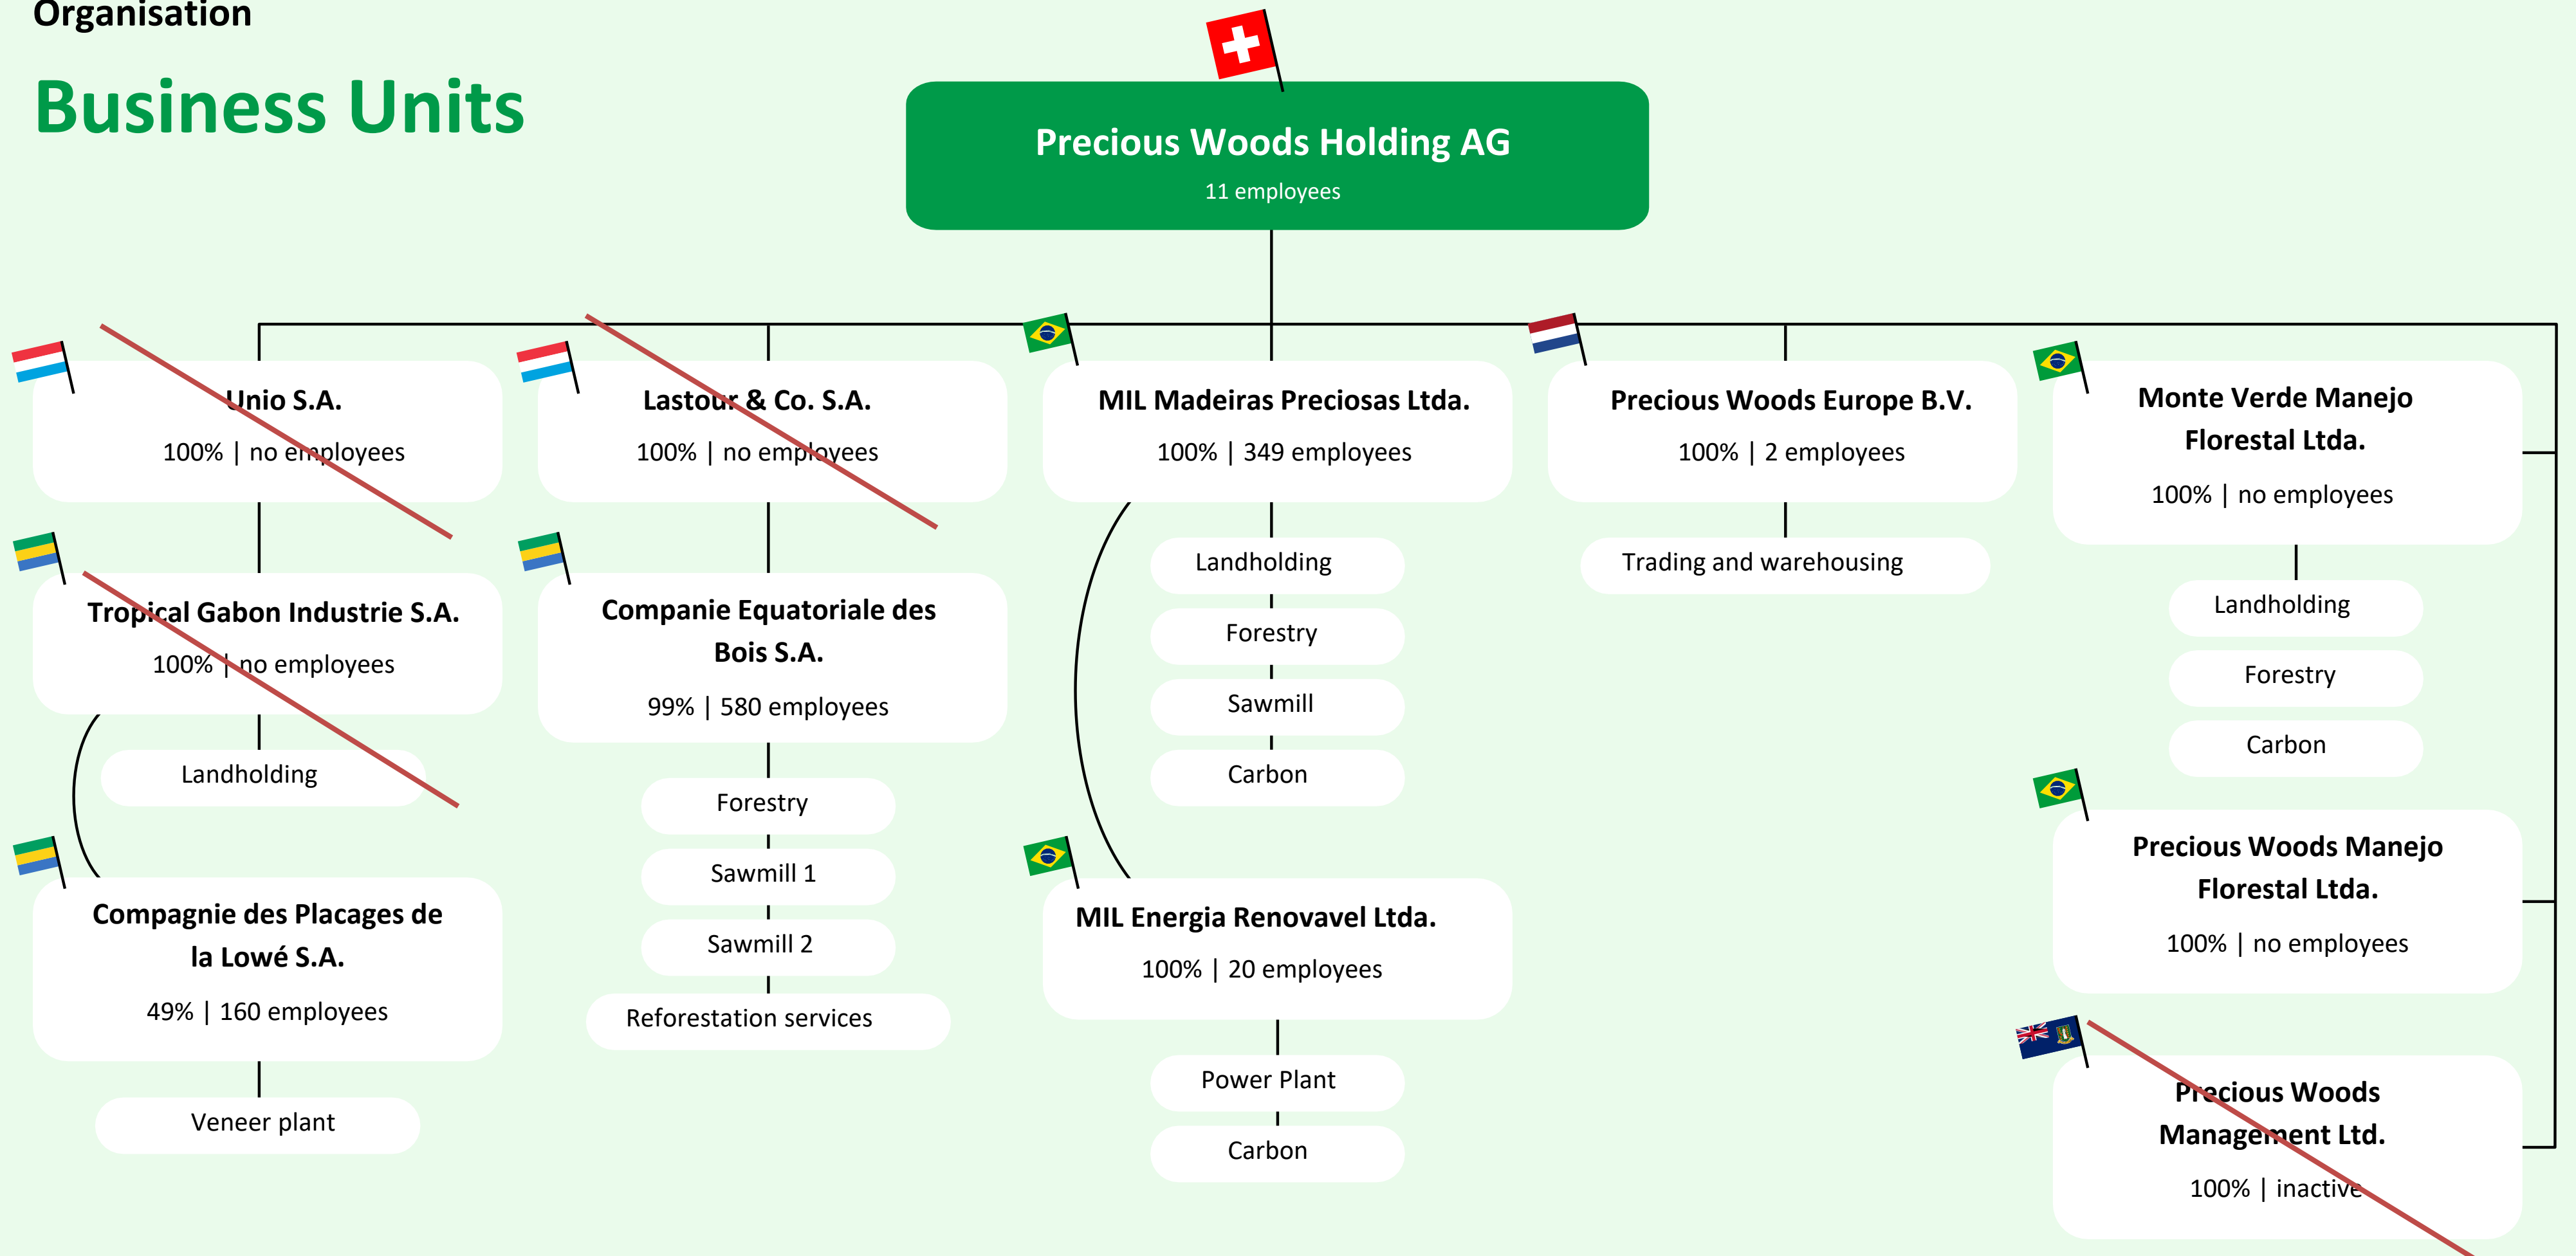 Organisation
Business Units
Precious Woods Holding AG
11 employees
Unio S.A.
100% | no employees
Tropical Gabon Industrie S.A.
100% | no employees
Landholding
Compagnie des Placages de
la Lowé S.A.
49% | 160 employees
Veneer plant
Lastour & Co. S.A.
100% | no employees
Companie Equatoriale des
Bois S.A.
99% | 580 employees
Forestry
Sawmill 1
Sawmill 2
Reforestation services
MIL Madeiras Preciosas Ltda.
100% | 349 employees
Landholding
Forestry
Sawmill
Carbon
MIL Energia Renovavel Ltda.
100% | 20 employees
Power Plant
Carbon
Precious Woods Europe B.V.
100% | 2 employees
Trading and warehousing
Monte Verde Manejo
Florestal Ltda.
100% | no employees
Landholding
Forestry
Carbon
Precious Woods Manejo
Florestal Ltda.
100% | no employees
Precious Woods
Management Ltd.
100% | inactive